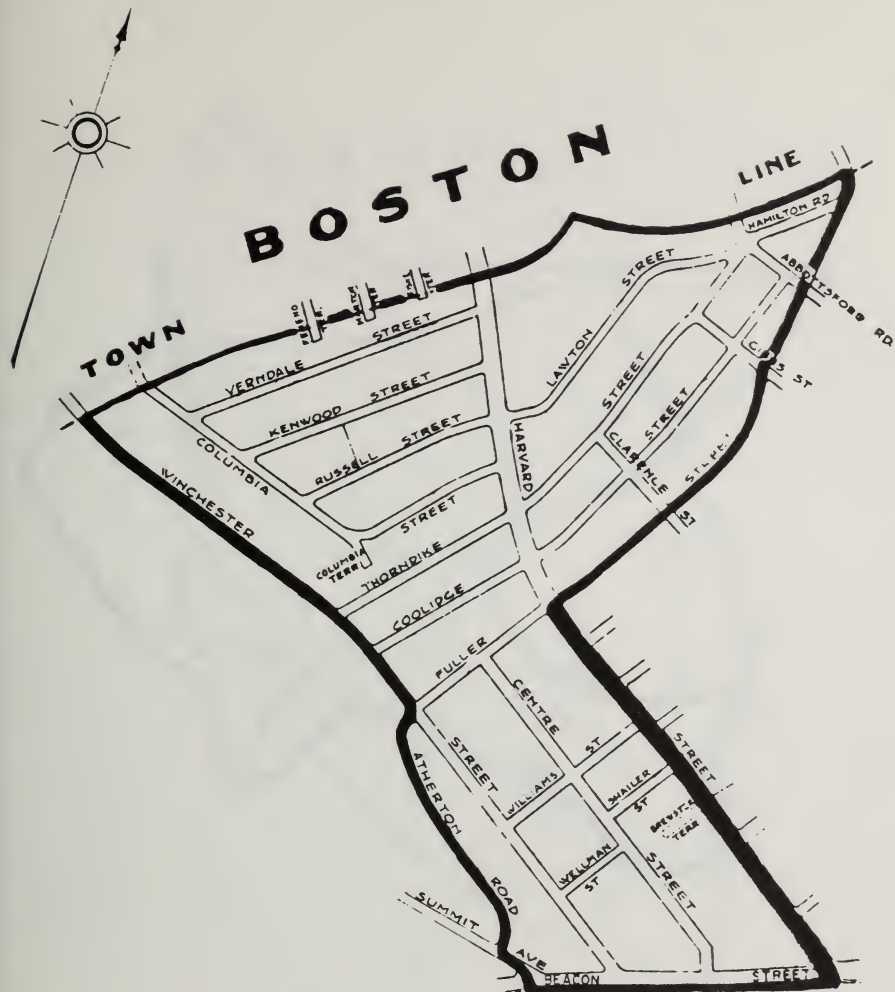 BOSTON
LINE
TOWN
HAMILTON RD
ABBOTTSFORD RD.
STREET
LAWTON
VERNDALE STREET
KENWOOD STREET
RUSSELL STREET
COLUMBIA
WINCHESTER
HARVARD
STREET
STREET
CLARENCE
ST
STREET
STREET
COLUMBIA
TERR
THORNDIKE
COOLIDGE
FULLER
CENTRE
STREET
ATHERTON
ROAD
WILLIAMS
ST
SHAILER
ST
STREET
TERR
WELLMAN
ST
STREET
SUMMIT
AVE
BEACON STREET